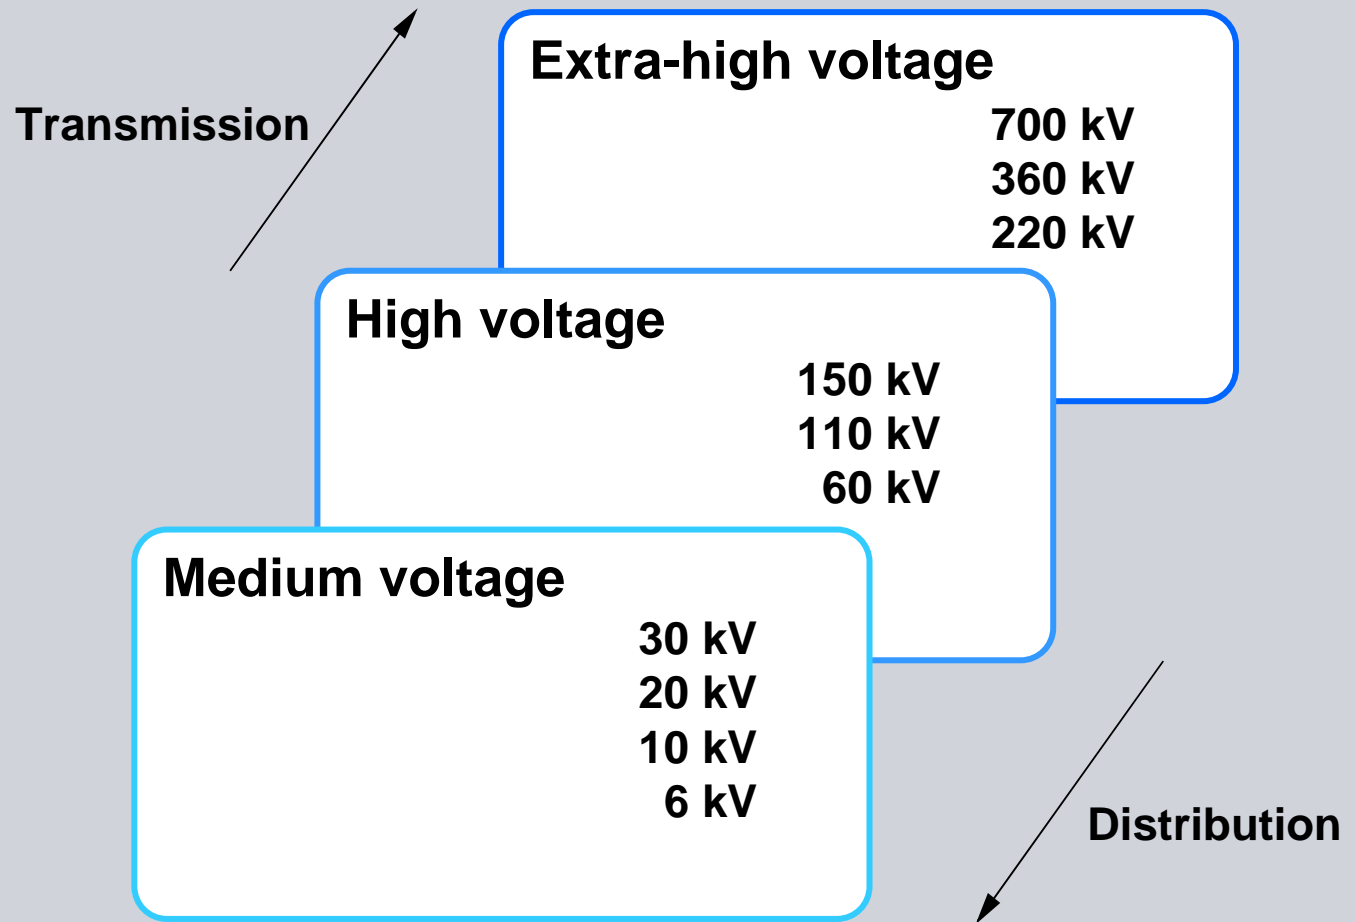 Extra-high voltage
Transmission
700 kV
360 kV
220 kV
High voltage
150 kV
110 kV
60 kV
Medium voltage
30 kV
20 kV
10 kV
6 kV
Distribution